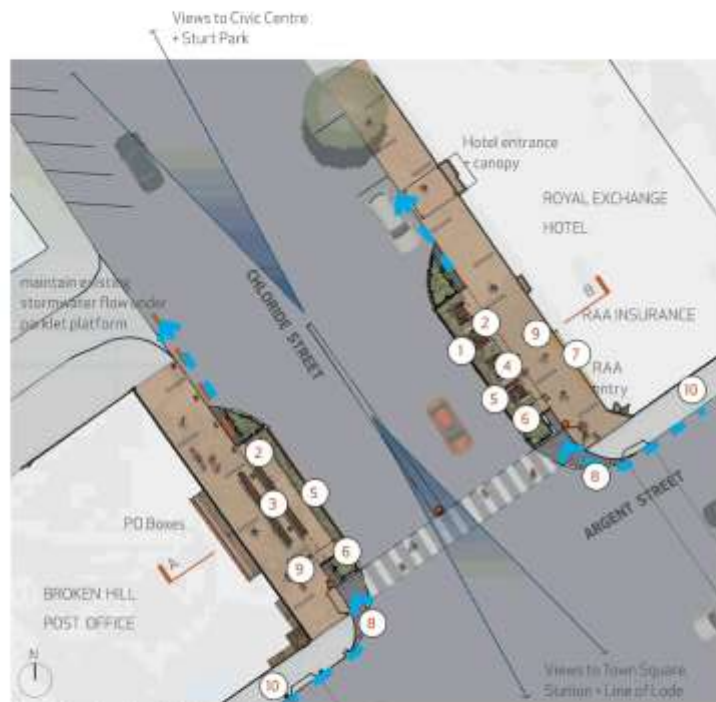 Views to Civic Centre
+ Sturt Park
Hotel entrance
+ canopy
ROYAL EXCHANGE
HOTEL
maintain existing
stormwater flow under
parklet platform
CHLORIDE STREET
B
RAA INSURANCE
RAA
entry
1
2
4
5
6
9
7
10
8
ARGENT STREET
2
3
5
6
9
8
10
PO Boxes
A
BROKEN HILL
POST OFFICE
N
Views to Town Square
Station + Line of Lode